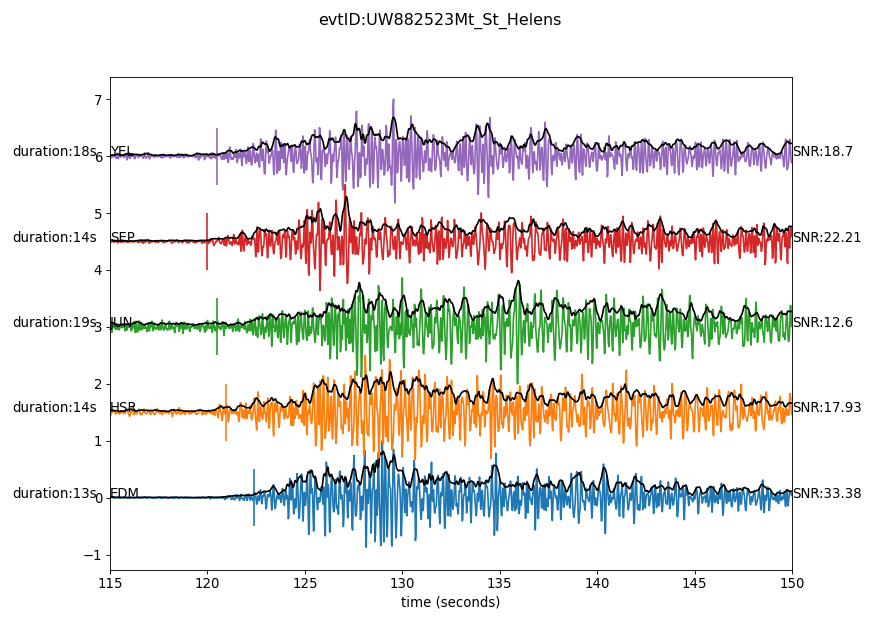 evtID:UW882523Mt_St_Helens
7
duration:18s YEL SNR:18.7
6
5
duration:14s SEP SNR:22.21
4
duration:19s JUN SNR:12.6
3
2
duration:14s HSR SNR:17.93
1
duration:13s EDM SNR:33.38
0
−1
115 120 125 130 135 140 145 150
time (seconds)